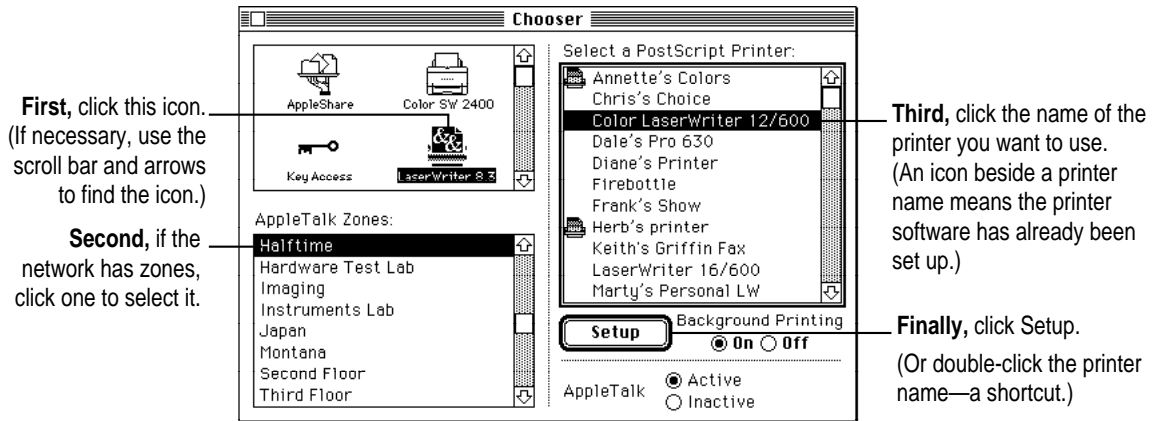 Chooser
First, click this icon.
(If necessary, use the
scroll bar and arrows
to find the icon.)
Second, if the
network has zones,
click one to select it.
AppleShare
Color SW 2400
Key Access
LaserWriter 8.3
AppleTalk Zones:
Halftime
Hardware Test Lab
Imaging
Instruments Lab
Japan
Montana
Second Floor
Third Floor
Select a PostScript Printer:
Annette's Colors
Chris's Choice
Color LaserWriter 12/600
Dale's Pro 630
Diane's Printer
Firebottle
Frank's Show
Herb's printer
Keith's Griffin Fax
LaserWriter 16/600
Marty's Personal LW
Setup
Background Printing
On Off
AppleTalk
Active
Inactive
Third, click the name of the
printer you want to use.
(An icon beside a printer
name means the printer
software has already been
set up.)
Finally, click Setup.
(Or double-click the printer
name—a shortcut.)